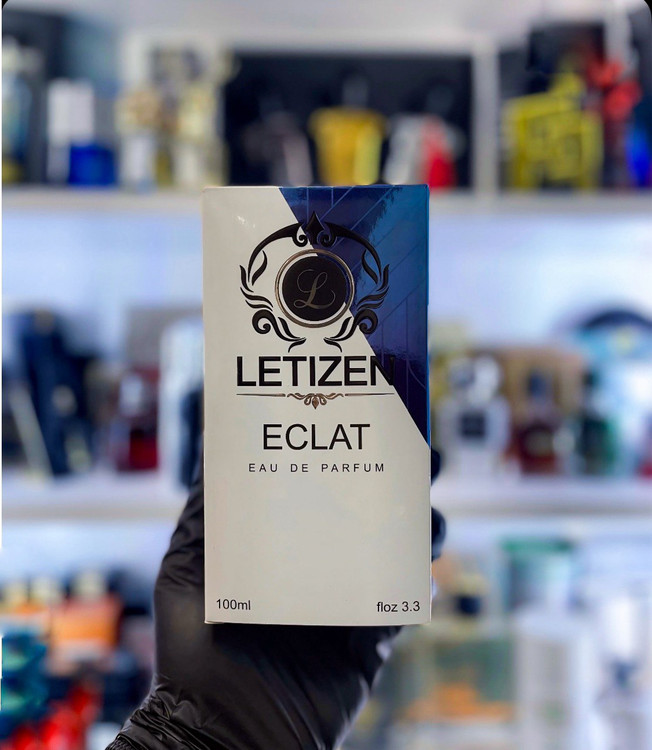 L
LETIZEN
ECLAT
EAU DE PARFUM
100ml
floz 3.3